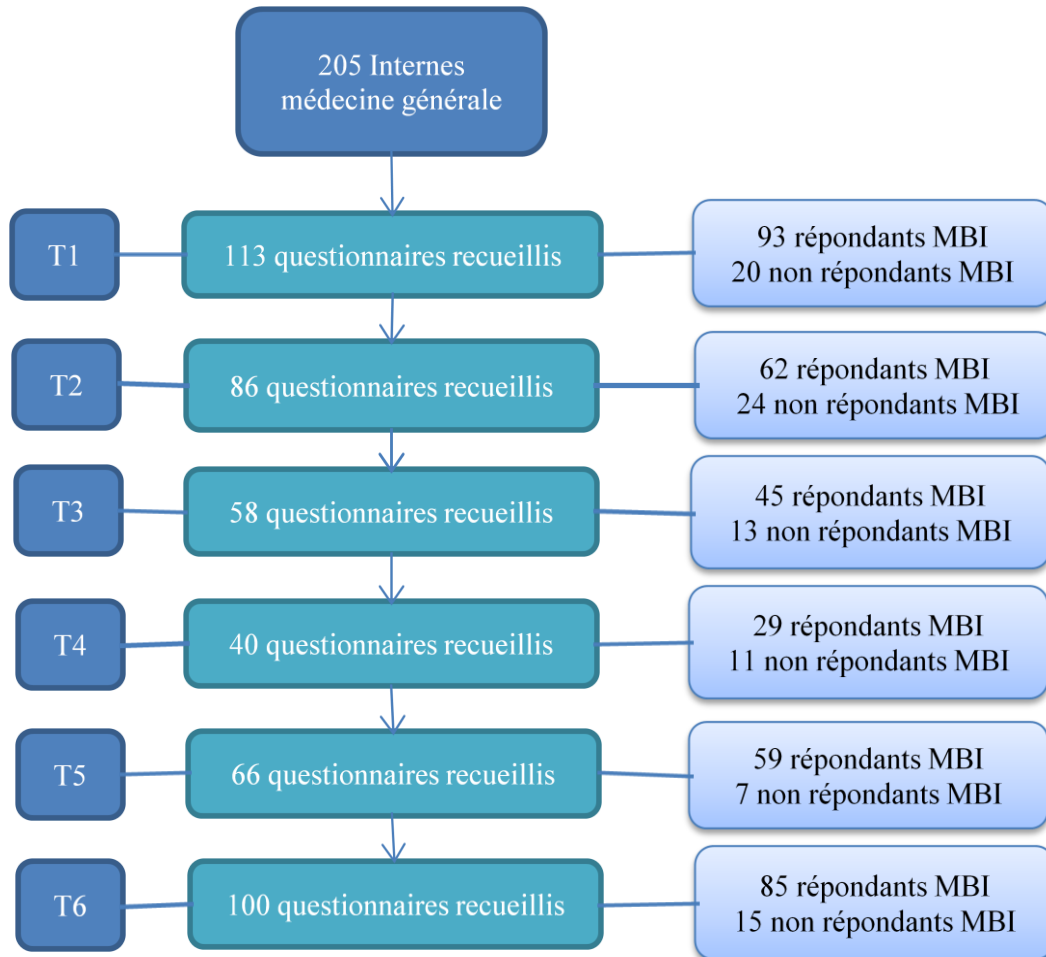 205 Internes
médecine générale
T1
113 questionnaires recueillis
93 répondants MBI
20 non répondants MBI
T2
86 questionnaires recueillis
62 répondants MBI
24 non répondants MBI
T3
58 questionnaires recueillis
45 répondants MBI
13 non répondants MBI
T4
40 questionnaires recueillis
29 répondants MBI
11 non répondants MBI
T5
66 questionnaires recueillis
59 répondants MBI
7 non répondants MBI
T6
100 questionnaires recueillis
85 répondants MBI
15 non répondants MBI